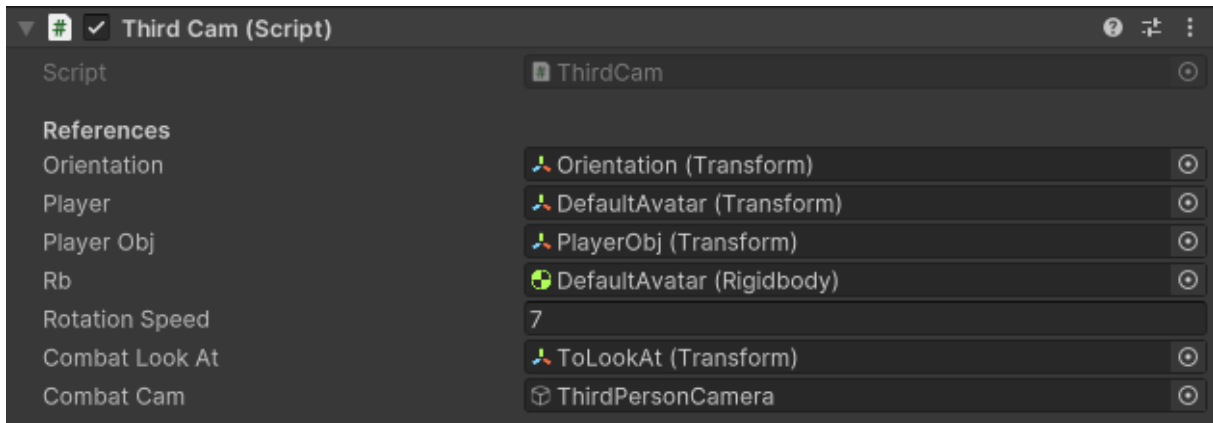 Third Cam (Script)
Script ThirdCam
References
Orientation Orientation (Transform)
Player DefaultAvatar (Transform)
Player Obj PlayerObj (Transform)
Rb DefaultAvatar (Rigidbody)
Rotation Speed 7
Combat Look At ToLookAt (Transform)
Combat Cam ThirdPersonCamera